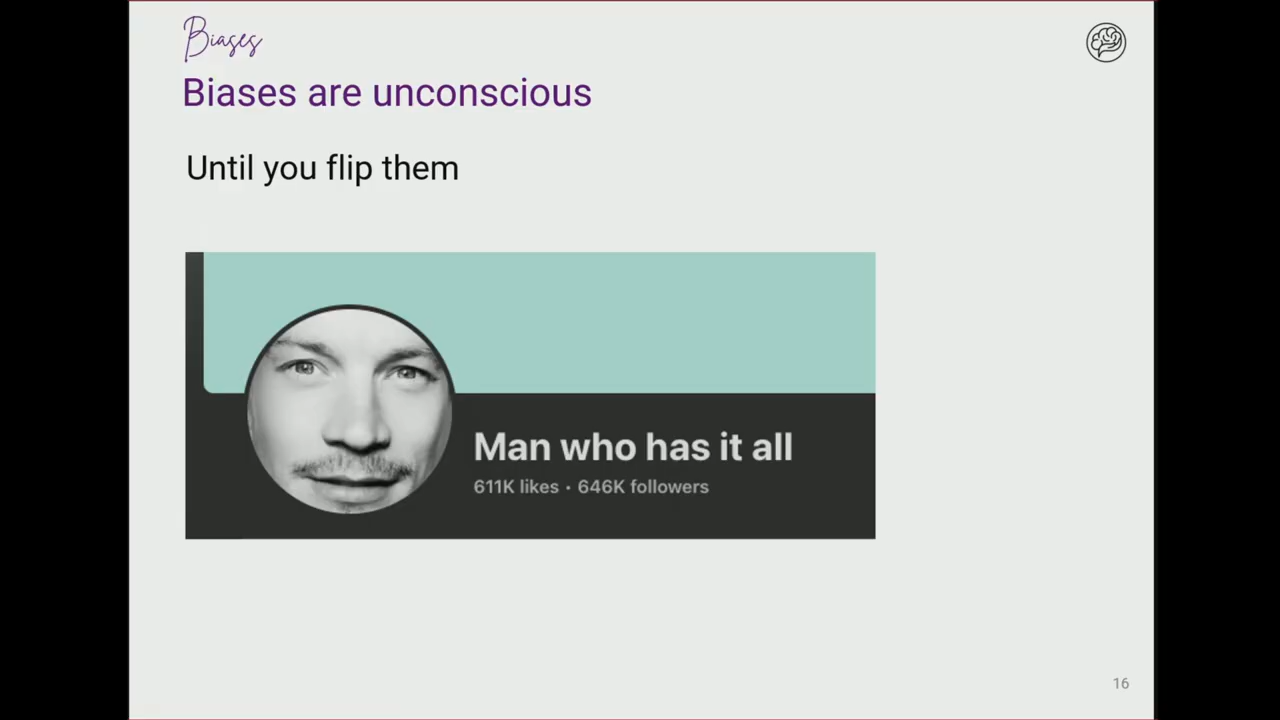 Biases
Biases are unconscious
Until you flip them
Man who has it all
611K likes · 646K followers
16